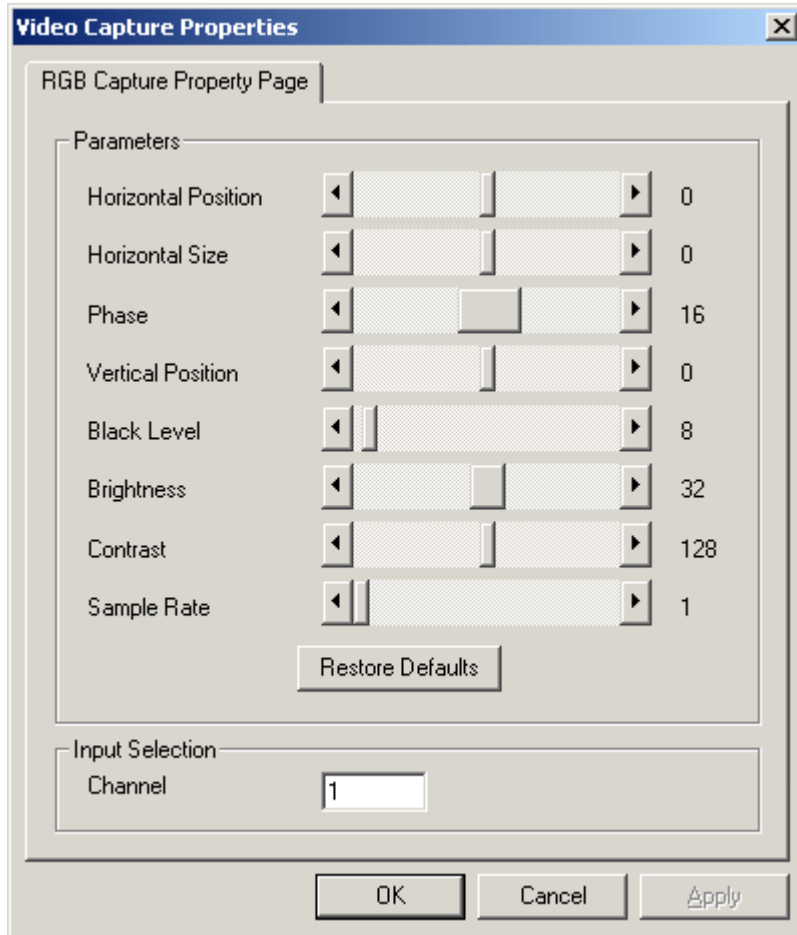 Video Capture Properties
RGB Capture Property Page
Parameters
Horizontal Position 0
Horizontal Size 0
Phase 16
Vertical Position 0
Black Level 8
Brightness 32
Contrast 128
Sample Rate 1
Restore Defaults
Input Selection
Channel 1
OK Cancel Apply